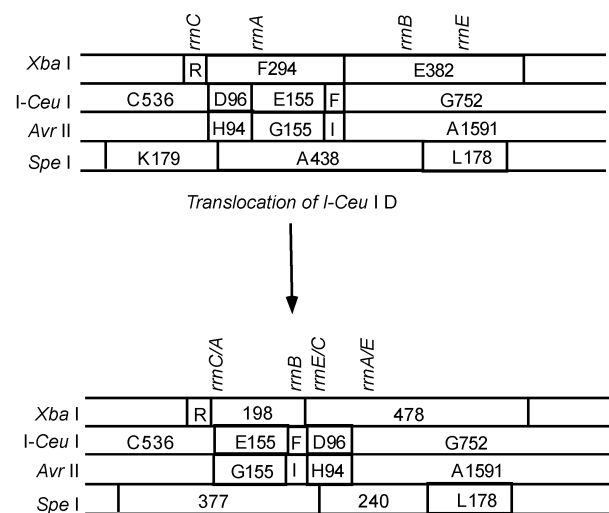 rrnC rrnA rrnB rrnE
Xba I R F294 E382
I-Ceu I C536 D96 E155 F G752
Avr II H94 G155 I A1591
Spe I K179 A438 L178
Translocation of I-Ceu I D
rrnC/A rrnB rrnE/C rrnA/E
Xba I R 198 478
I-Ceu I C536 E155 F D96 G752
Avr II G155 I H94 A1591
Spe I 377 240 L178